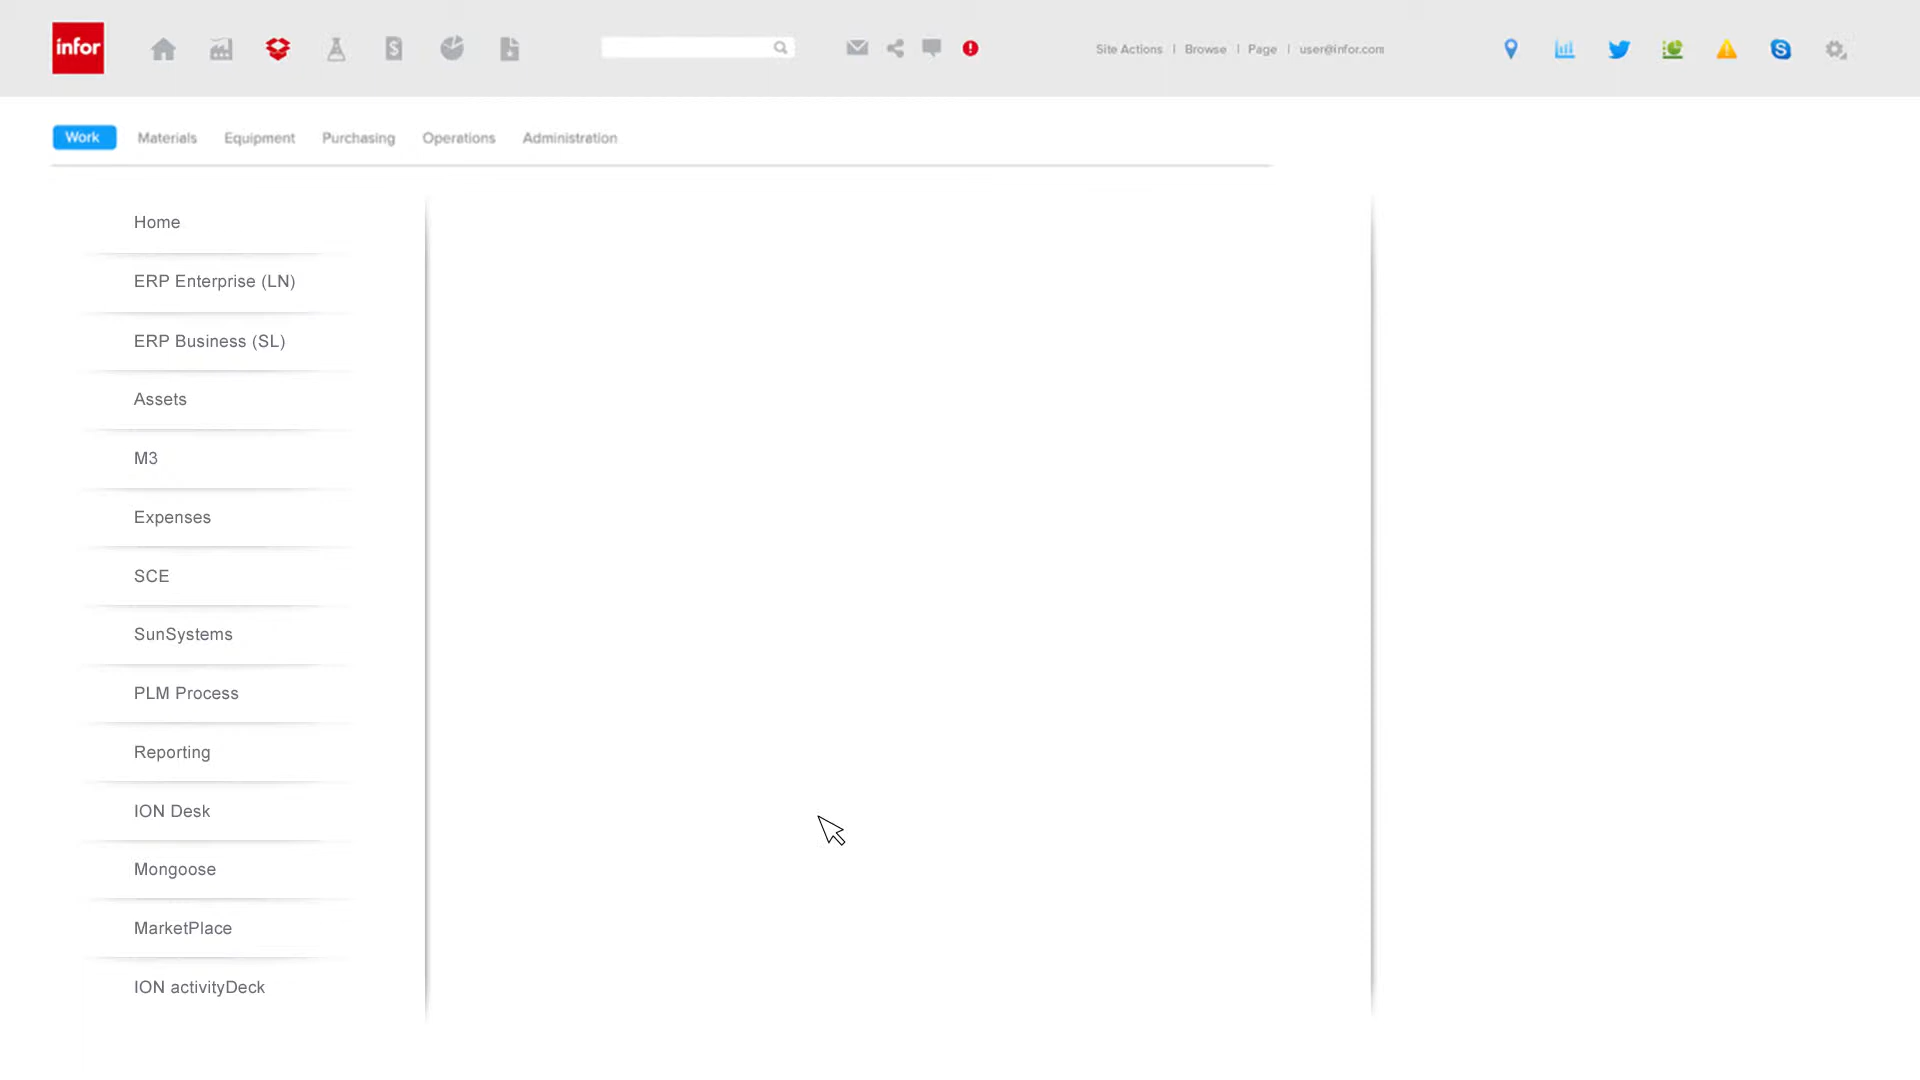 infor
Site Actions | Browse | Page | user@infor.com
Work Materials Equipment Purchasing Operations Administration
Home
ERP Enterprise (LN)
ERP Business (SL)
Assets
M3
Expenses
SCE
SunSystems
PLM Process
Reporting
ION Desk
Mongoose
MarketPlace
ION activityDeck